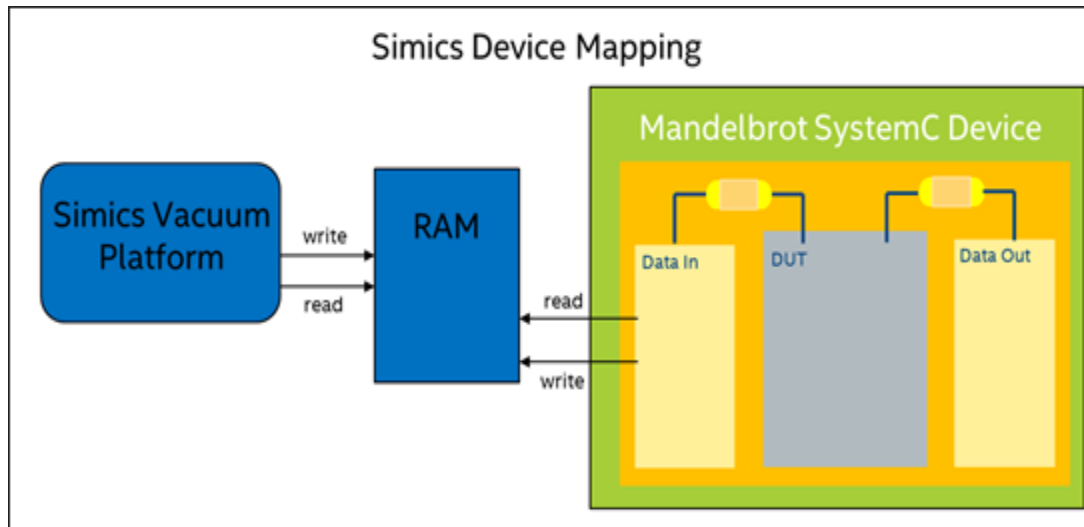 Simics Device Mapping
Mandelbrot SystemC Device
Simics Vacuum
Platform
write
read
RAM
read
write
Data In
DUT
Data Out